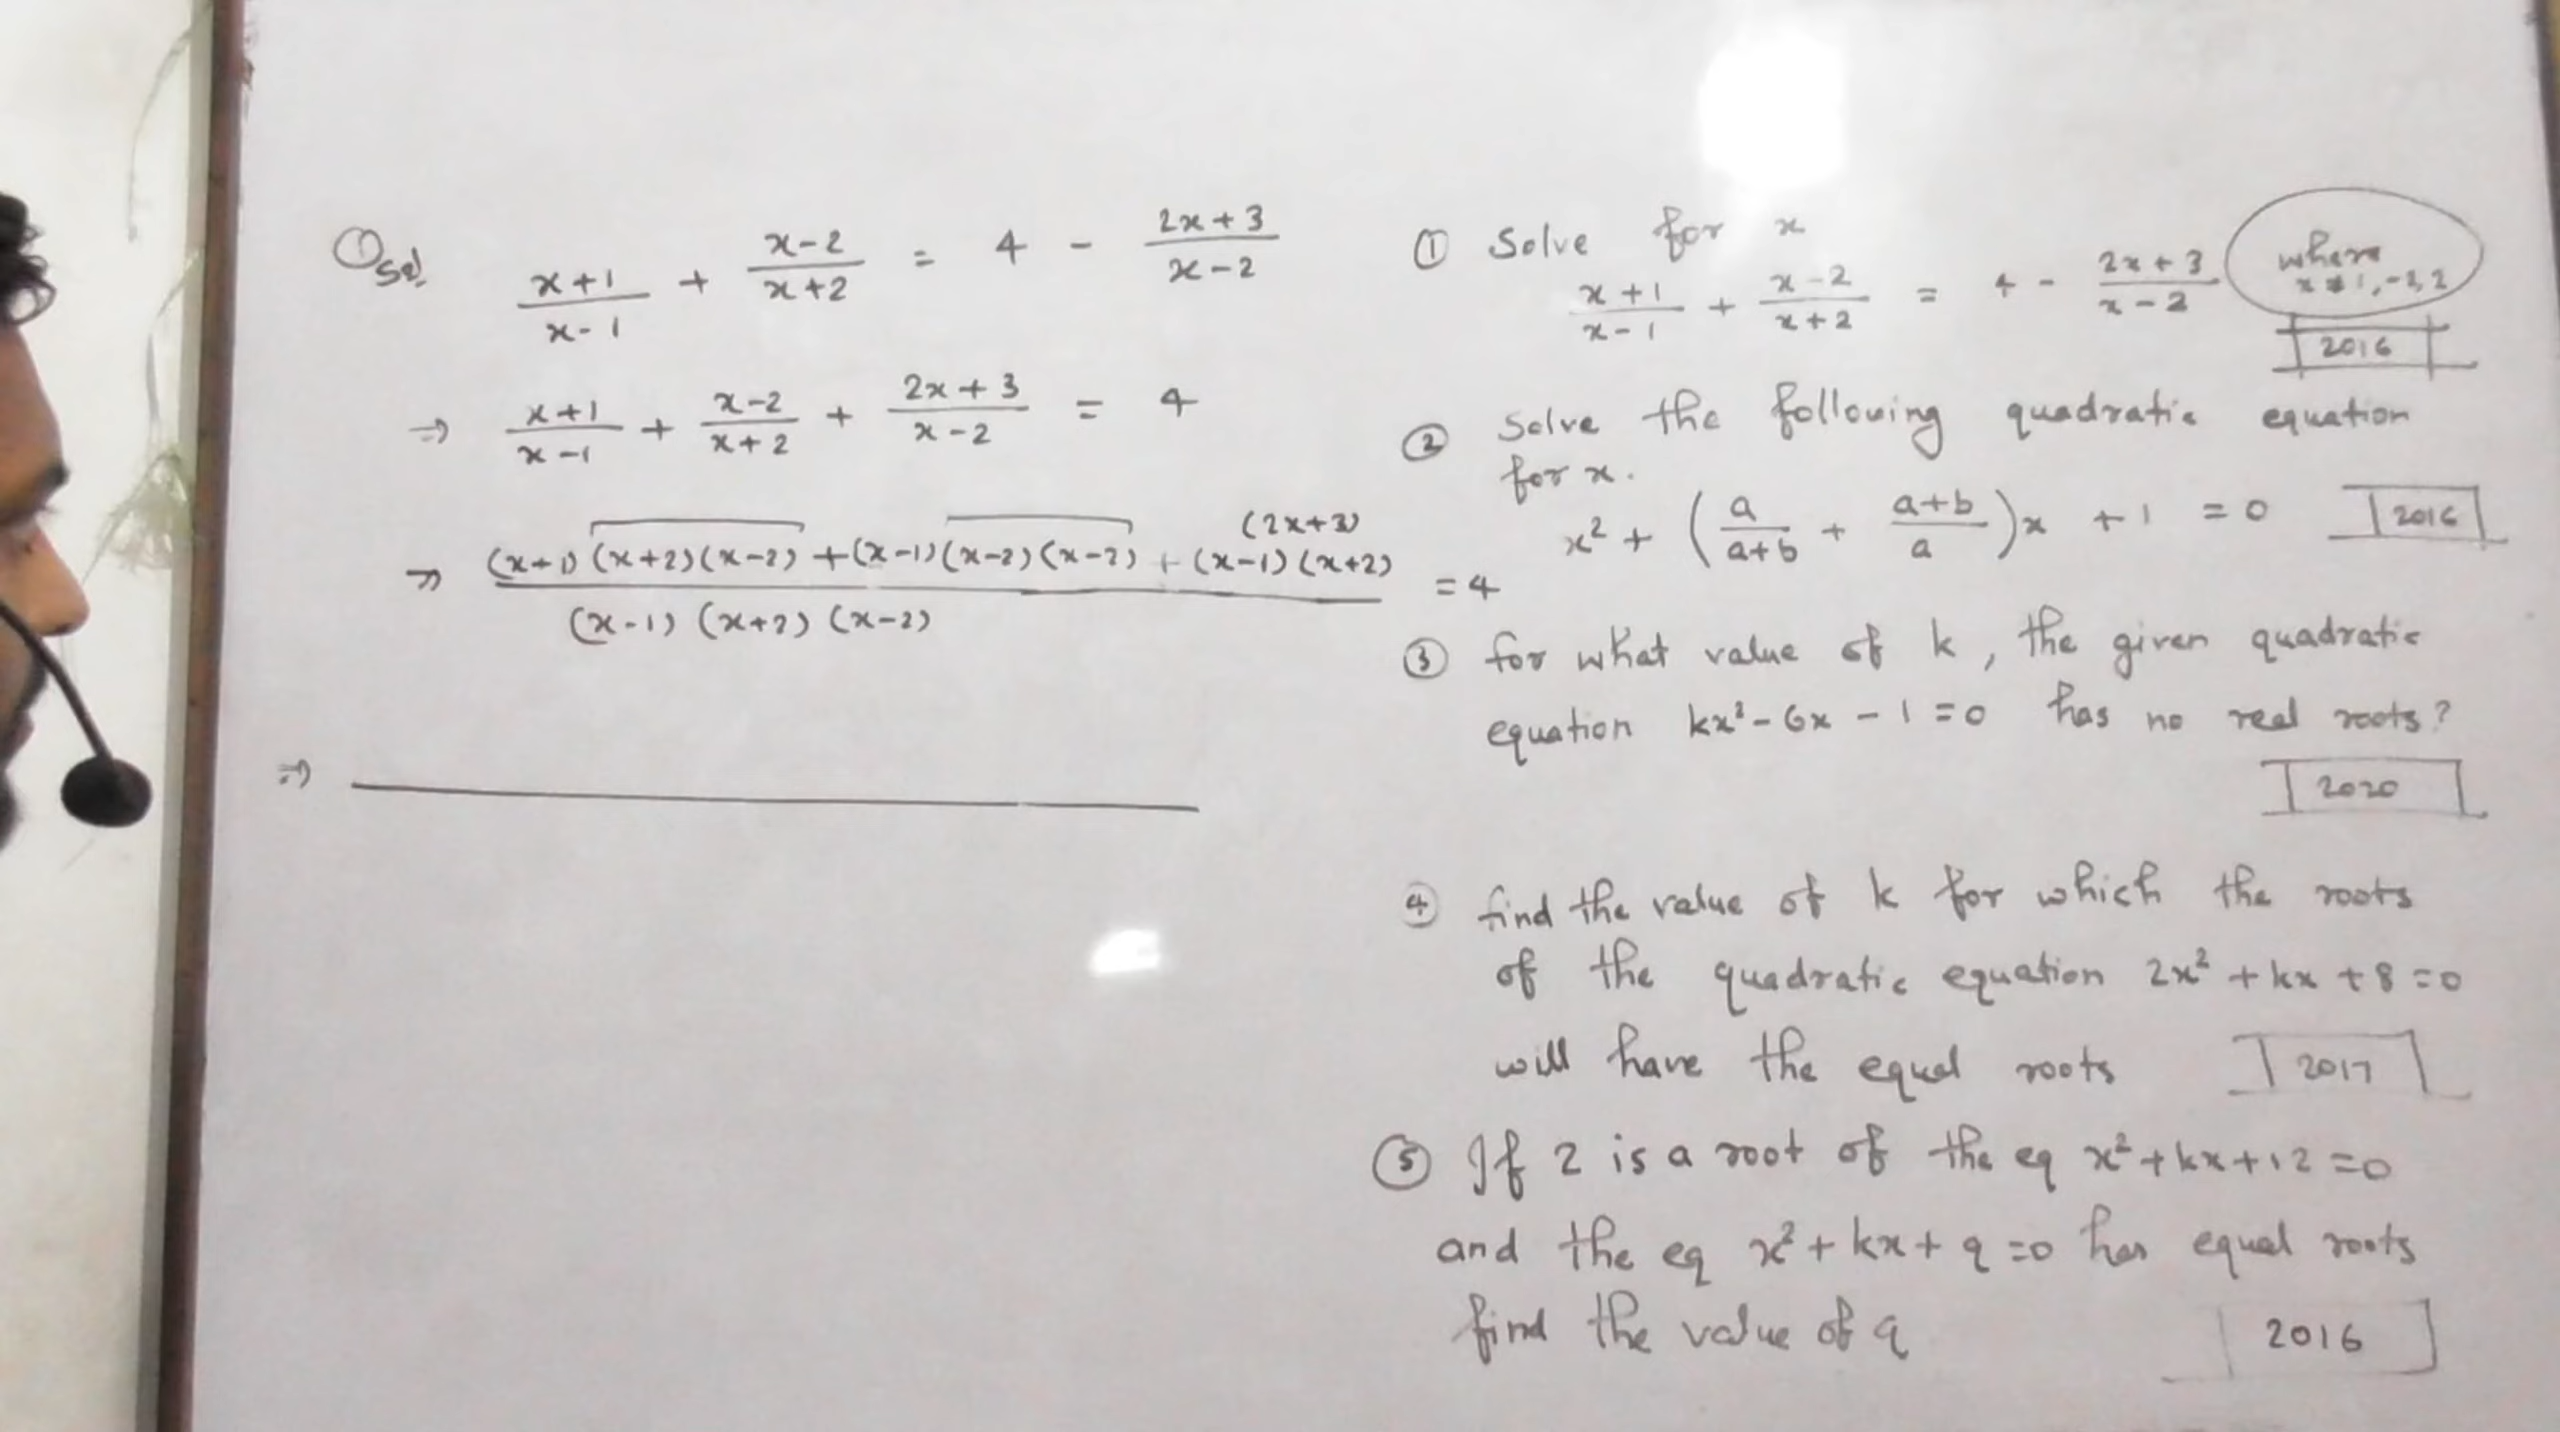 ① Sol. x+1/x-1 + x-2/x+2 = 4 - 2x+3/x-2
⇒ x+1/x-1 + x-2/x+2 + 2x+3/x-2 = 4
⇒ (x+1)(x+2)(x-2) + (x-1)(x-2)(x-2) + (2x+3)(x-1)(x+2) / (x-1)(x+2)(x-2) = 4
⇒
① Solve for x
x+1/x-1 + x-2/x+2 = 4 - 2x+3/x-2 where x ≠ 1, -2, 2
2016
② Solve the following quadratic equation
for x.
x² + (a/a+b + a+b/a)x + 1 = 0 2016
③ for what value of k, the given quadratic
equation kx² - 6x - 1 = 0 has no real roots?
2020
④ find the value of k for which the roots
of the quadratic equation 2x² + kx + 8 = 0
will have the equal roots 2017
⑤ If 2 is a root of the eq x² + kx + 12 = 0
and the eq x² + kx + q = 0 has equal roots
find the value of q 2016